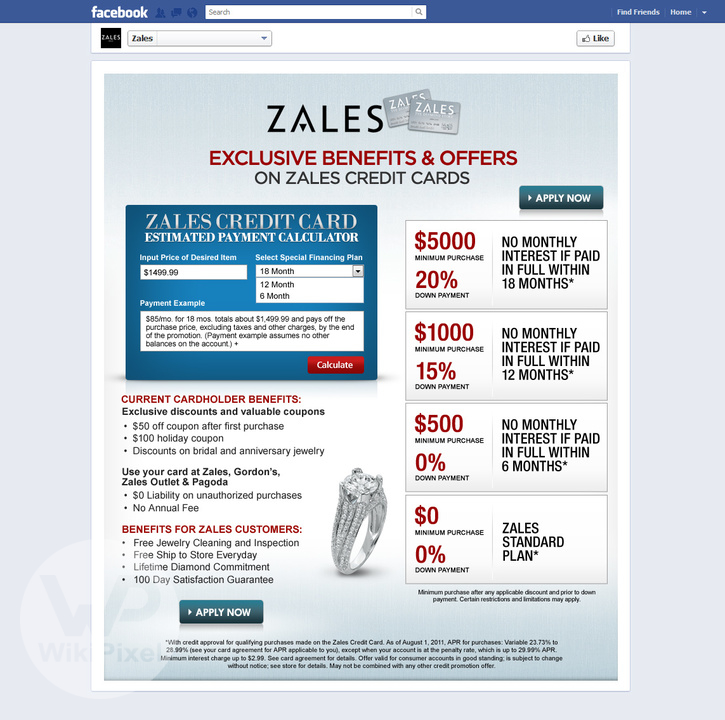 facebook
Search
Find Friends
Home
ZALES
Zales
Like
ZALES
ZALES
ZALES
EXCLUSIVE BENEFITS & OFFERS
ON ZALES CREDIT CARDS
APPLY NOW
ZALES CREDIT CARD
ESTIMATED PAYMENT CALCULATOR
Input Price of Desired Item
Select Special Financing Plan
$1499.99
18 Month
12 Month
6 Month
Payment Example
$85/mo. for 18 mos. totals about $1,499.99 and pays off the
purchase price, excluding taxes and other charges, by the end
of the promotion. (Payment example assumes no other
balances on the account.) +
Calculate
$5000
MINIMUM PURCHASE
20%
DOWN PAYMENT
NO MONTHLY
INTEREST IF PAID
IN FULL WITHIN
18 MONTHS*
$1000
MINIMUM PURCHASE
15%
DOWN PAYMENT
NO MONTHLY
INTEREST IF PAID
IN FULL WITHIN
12 MONTHS*
$500
MINIMUM PURCHASE
0%
DOWN PAYMENT
NO MONTHLY
INTEREST IF PAID
IN FULL WITHIN
6 MONTHS*
$0
MINIMUM PURCHASE
0%
DOWN PAYMENT
ZALES
STANDARD
PLAN*
Minimum purchase after any applicable discount and prior to down
payment. Certain restrictions and limitations may apply.
CURRENT CARDHOLDER BENEFITS:
Exclusive discounts and valuable coupons
• $50 off coupon after first purchase
• $100 holiday coupon
• Discounts on bridal and anniversary jewelry
Use your card at Zales, Gordon's,
Zales Outlet & Pagoda
• $0 Liability on unauthorized purchases
• No Annual Fee
BENEFITS FOR ZALES CUSTOMERS:
• Free Jewelry Cleaning and Inspection
• Free Ship to Store Everyday
• Lifetime Diamond Commitment
• 100 Day Satisfaction Guarantee
APPLY NOW
WP
WikiPixel
*With credit approval for qualifying purchases made on the Zales Credit Card. As of August 1, 2011, APR for purchases: Variable 23.73% to
28.99% (see your card agreement for APR applicable to you), except when your account is at the penalty rate, which is up to 29.99% APR.
Minimum interest charge up to $2.99. See card agreement for details. Offer valid for consumer accounts in good standing; is subject to change
without notice; see store for details. May not be combined with any other credit promotion offer.